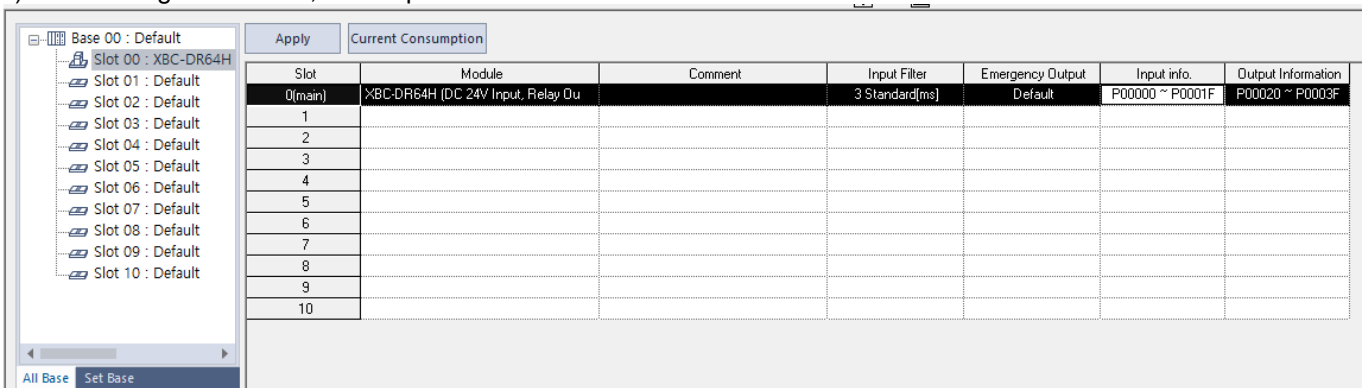 Base 00 : Default
Slot 00 : XBC-DR64H
Slot 01 : Default
Slot 02 : Default
Slot 03 : Default
Slot 04 : Default
Slot 05 : Default
Slot 06 : Default
Slot 07 : Default
Slot 08 : Default
Slot 09 : Default
Slot 10 : Default
All Base Set Base
Apply Current Consumption
Slot Module Comment Input Filter Emergency Output Input info. Output Information
0(main) XBC-DR64H (DC 24V Input, Relay Ou 3 Standard[ms] Default P00000 ~ P0001F P00020 ~ P0003F
1
2
3
4
5
6
7
8
9
10